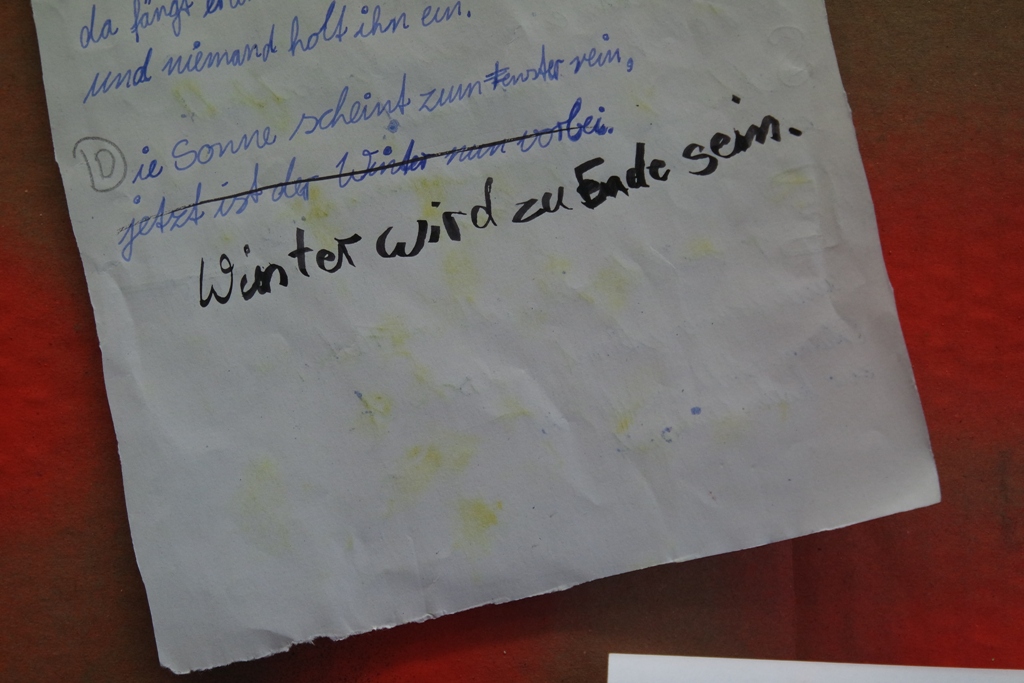 da fängt
und niemand holt ihn ein.
Die Sonne scheint zum Fenster rein,
jetzt ist der Winter nun vorbei.
Winter wird zu Ende sein.